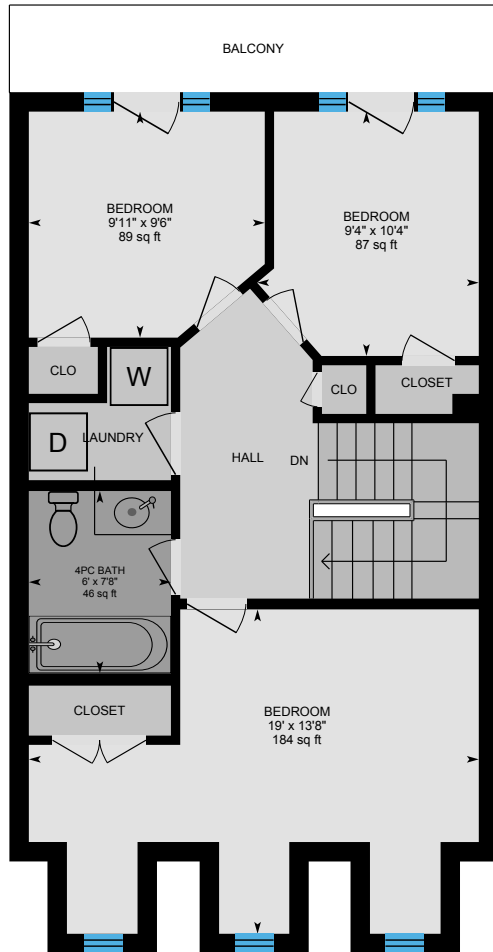 BALCONY
BEDROOM
9'11" x 9'6"
89 sq ft
BEDROOM
9'4" x 10'4"
87 sq ft
CLO
W
CLO
CLOSET
D
LAUNDRY
HALL
DN
4PC BATH
6' x 7'8"
46 sq ft
CLOSET
BEDROOM
19' x 13'8"
184 sq ft